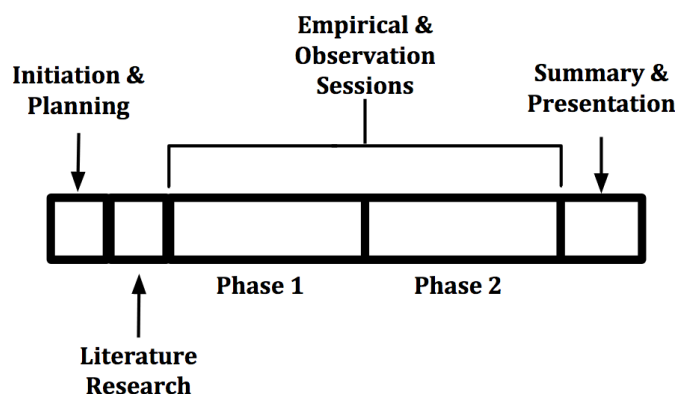 Empirical &
Observation
Sessions
Initiation &
Planning
Summary &
Presentation
Phase 1
Phase 2
Literature
Research